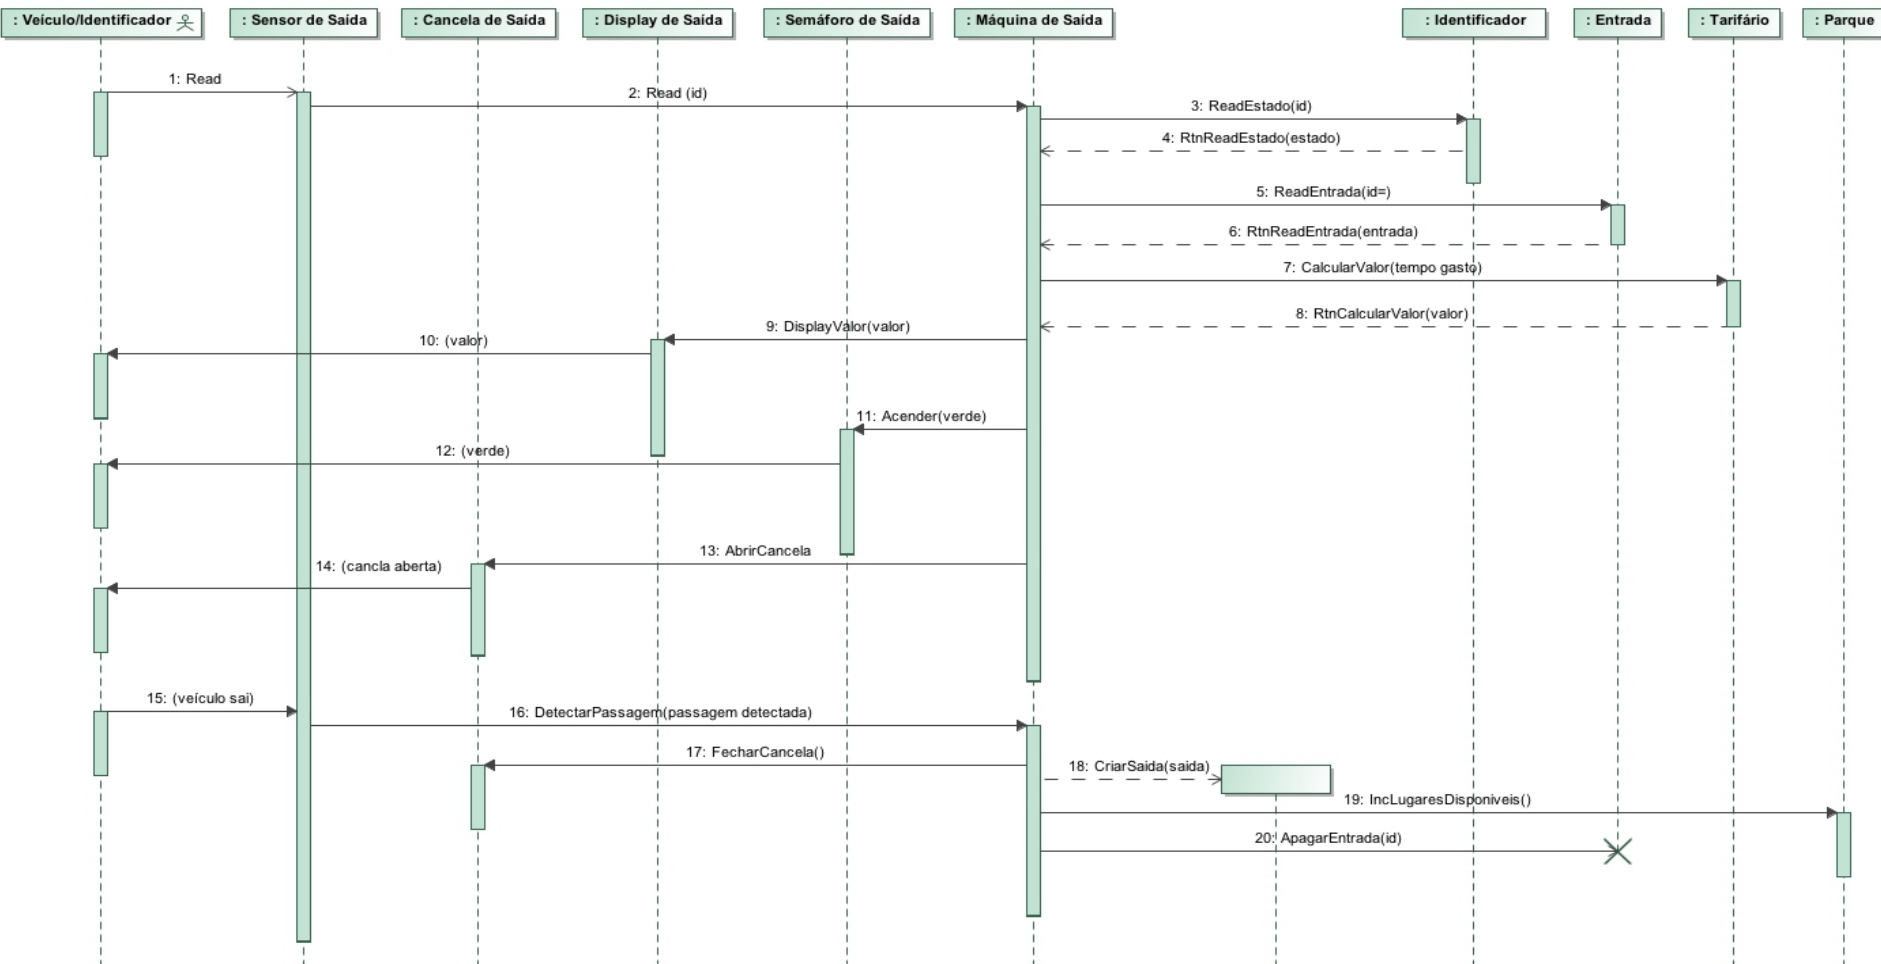 : Veículo/Identificador
: Sensor de Saída
: Cancela de Saída
: Display de Saída
: Semáforo de Saída
: Máquina de Saída
: Identificador
: Entrada
: Tarifário
: Parque
1: Read
2: Read (id)
3: ReadEstado(id)
4: RtnReadEstado(estado)
5: ReadEntrada(id=)
6: RtnReadEntrada(entrada)
7: CalcularValor(tempo gasto)
8: RtnCalcularValor(valor)
9: DisplayValor(valor)
10: (valor)
11: Acender(verde)
12: (verde)
13: AbrirCancela
14: (cancla aberta)
15: (veículo sai)
16: DetectarPassagem(passagem detectada)
17: FecharCancela()
18: CriarSaida(saida)
19: IncLugaresDisponiveis()
20: ApagarEntrada(id)